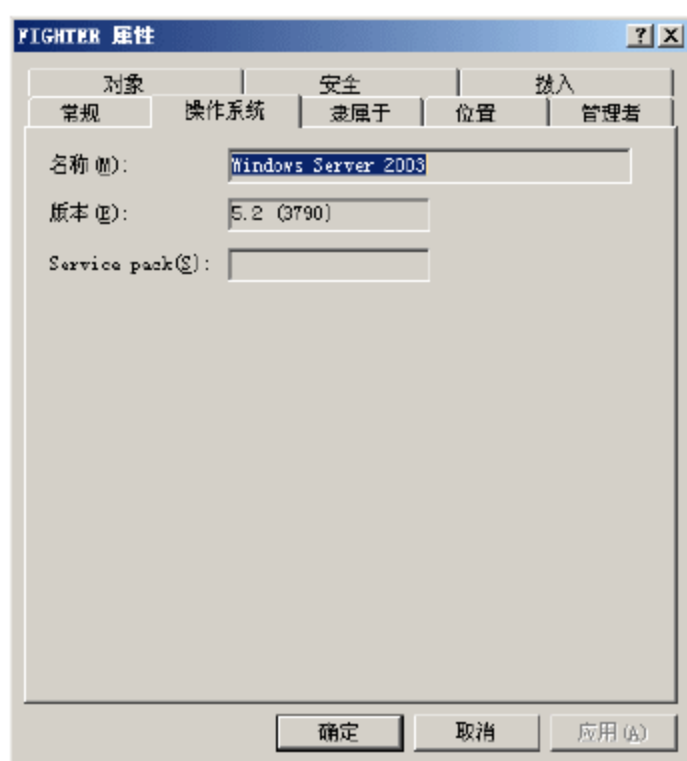 FIGHTER 属性
对象 安全 拨入
常规 操作系统 隶属于 位置 管理者
名称(M): Windows Server 2003
版本(E): 5.2 (3790)
Service pack(S):
确定 取消 应用(A)